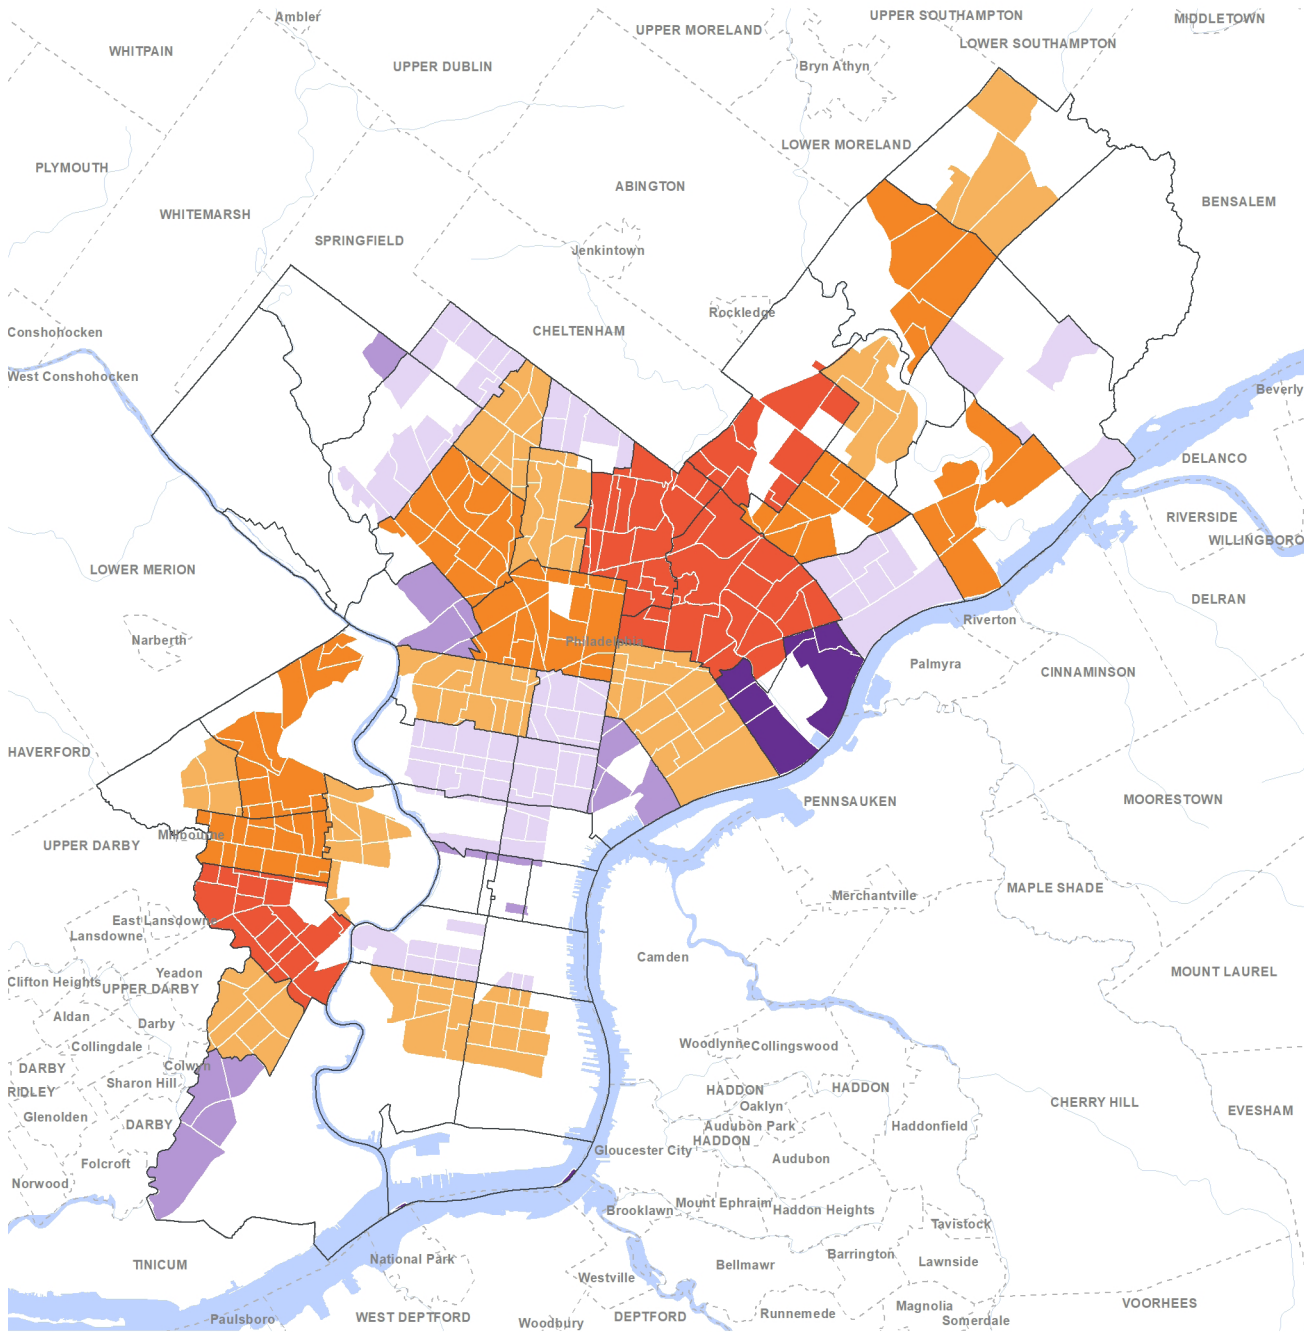 Ambler
UPPER SOUTHAMPTON
MIDDLETOWN
UPPER MORELAND
LOWER SOUTHAMPTON
WHITPAIN
UPPER DUBLIN
Bryn Athyn
LOWER MORELAND
PLYMOUTH
ABINGTON
BENSALEM
WHITEMARSH
SPRINGFIELD
Jenkintown
Rockledge
Conshohocken
CHELTENHAM
West Conshohocken
Beverly
DELANCO
RIVERSIDE
WILLINGBORO
LOWER MERION
DELRAN
Riverton
Narberth
Philadelphia
Palmyra
CINNAMINSON
HAVERFORD
PENNSAUKEN
MOORESTOWN
Millbourne
UPPER DARBY
MAPLE SHADE
Merchantville
East Lansdowne
Lansdowne
Camden
Yeadon
MOUNT LAUREL
Clifton Heights
UPPER DARBY
Aldan
Darby
Collingdale
Woodlynne
Collingswood
DARBY
Colwyn
RIDLEY
Sharon Hill
HADDON
HADDON
Oaklyn
CHERRY HILL
EVESHAM
Glenolden
DARBY
Audubon Park
Haddonfield
HADDON
Gloucester City
Audubon
Folcroft
Norwood
Mount Ephraim
Brooklawn
Haddon Heights
Tavistock
TINICUM
National Park
Barrington
Lawnside
Bellmawr
Westville
VOORHEES
Magnolia
Runnemede
Paulsboro
WEST DEPTFORD
DEPTFORD
Woodbury
Somerdale